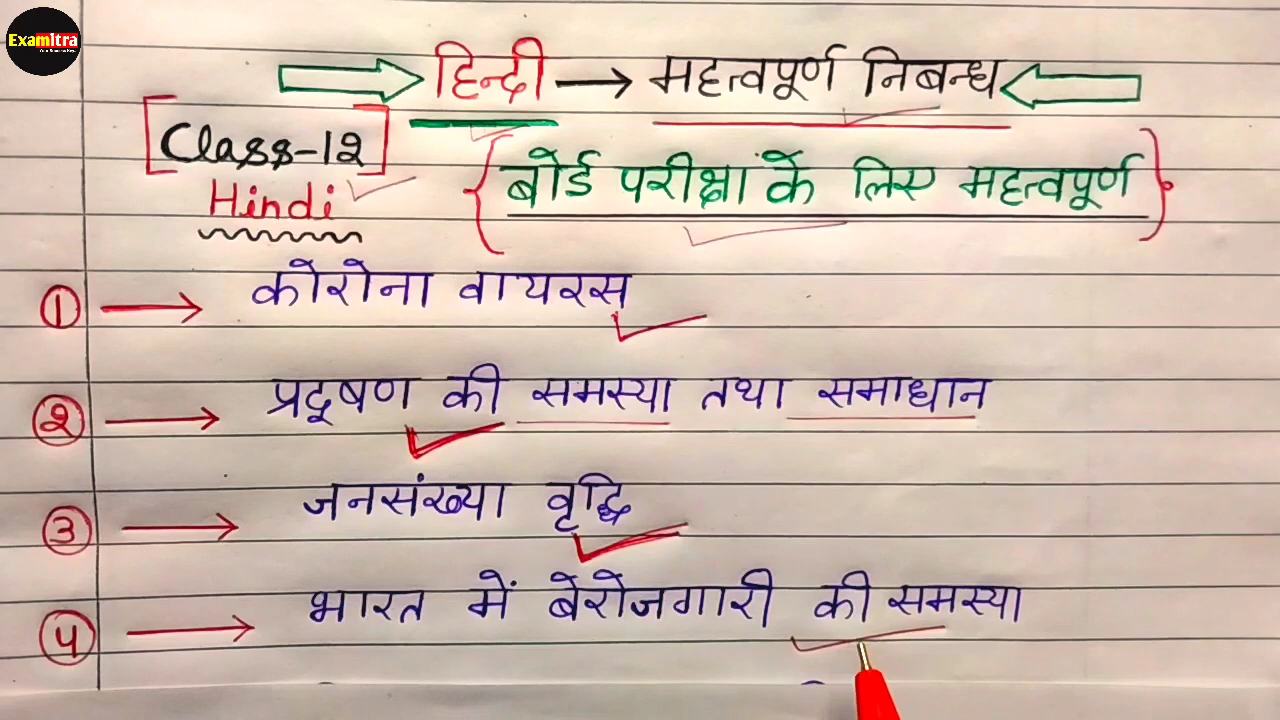 Examitra
हिन्दी → महत्वपूर्ण निबन्ध
[Class-12]
Hindi
{बोर्ड परीक्षा के लिए महत्वपूर्ण}
① → कोरोना वायरस
② → प्रदूषण की समस्या तथा समाधान
③ → जनसंख्या वृद्धि
④ → भारत में बेरोजगारी की समस्या